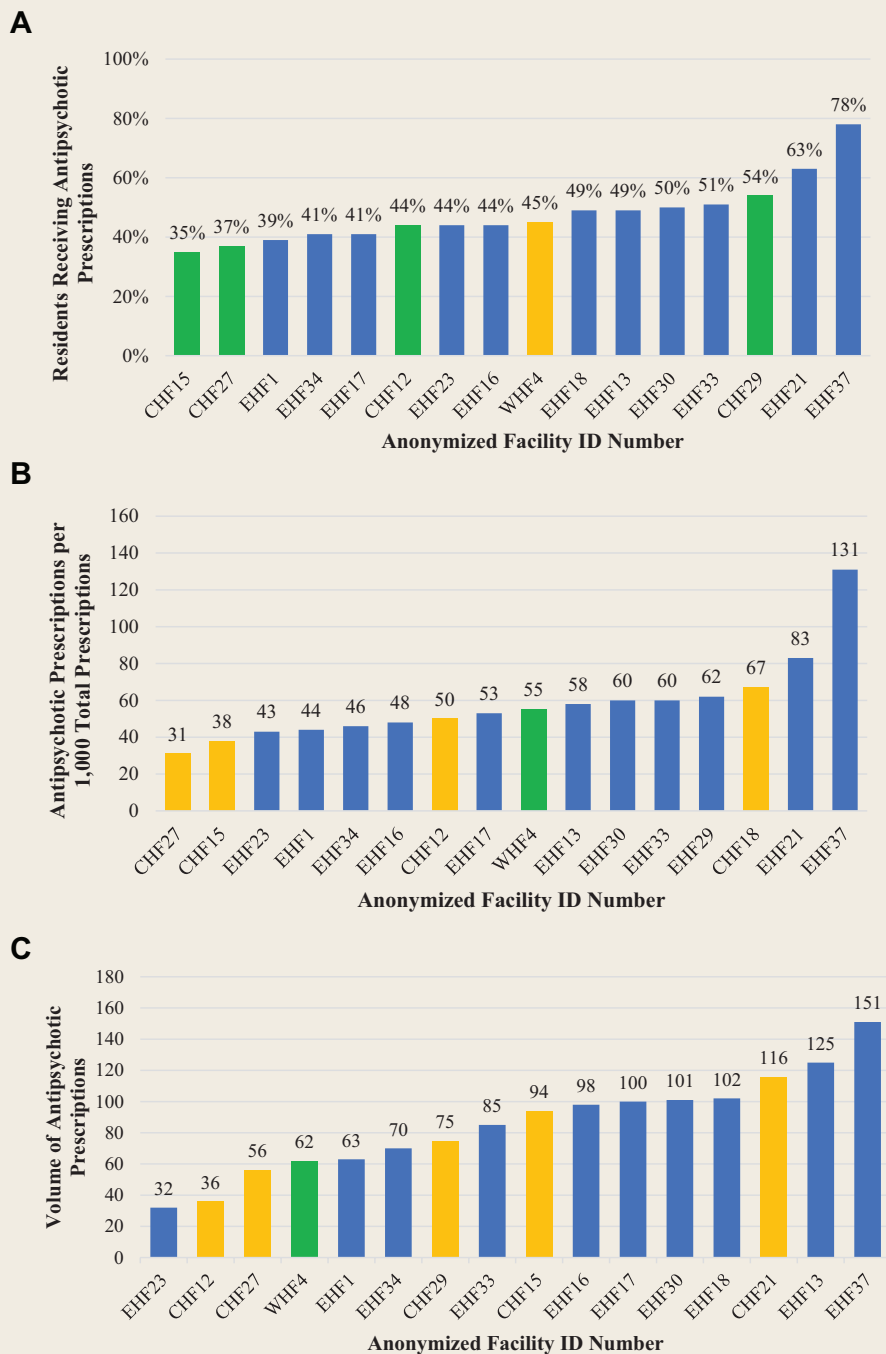 A
100%
80%
60%
40%
20%
0%
Residents Receiving Antipsychotic
Prescriptions
35% 37% 39% 41% 41% 44% 44% 44% 45% 49% 49% 50% 51% 54% 63% 78%
CHF15 CHF27 EHF1 EHF34 EHF17 CHF12 EHF23 EHF16 WHF4 EHF18 EHF13 EHF30 EHF33 CHF29 EHF21 EHF37
Anonymized Facility ID Number
B
160
140
120
100
80
60
40
20
0
Antipsychotic Prescriptions per
1,000 Total Prescriptions
31 38 43 44 46 48 50 53 55 58 60 60 62 67 83 131
CHF27 CHF15 EHF23 EHF1 EHF34 EHF16 CHF12 EHF17 WHF4 EHF13 EHF30 EHF33 EHF29 CHF18 EHF21 EHF37
Anonymized Facility ID Number
C
180
160
140
120
100
80
60
40
20
0
Volume of Antipsychotic
Prescriptions
32 36 56 62 63 70 75 85 94 98 100 101 102 116 125 151
EHF23 CHF12 CHF27 WHF4 EHF1 EHF34 CHF29 EHF33 CHF15 EHF16 EHF17 EHF30 EHF18 CHF21 EHF13 EHF37
Anonymized Facility ID Number